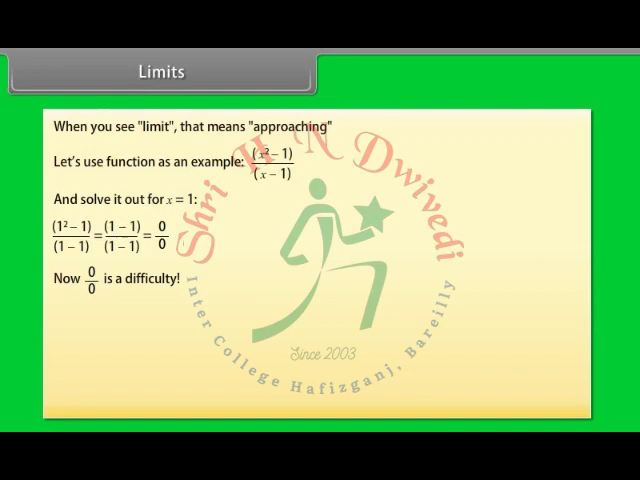 Limits
When you see "limit", that means "approaching"
Let's use function as an example: (x² – 1) / (x – 1)
And solve it out for x = 1:
(1² – 1) / (1 – 1) = (1 – 1) / (1 – 1) = 0 / 0
Now 0 / 0 is a difficulty!
Shri H N Dwivedi
Inter College Hafizganj, Bareilly
Since 2003